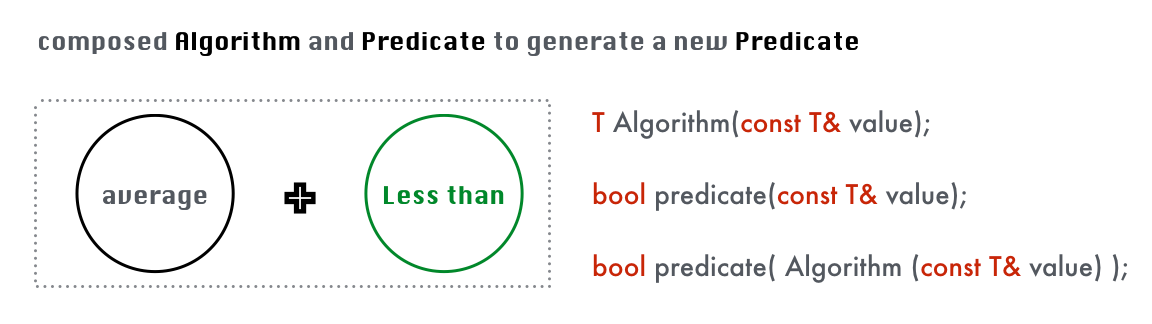 composed Algorithm and Predicate to generate a new Predicate
average
Less than
T Algorithm(const T& value);
bool predicate(const T& value);
bool predicate( Algorithm (const T& value) );